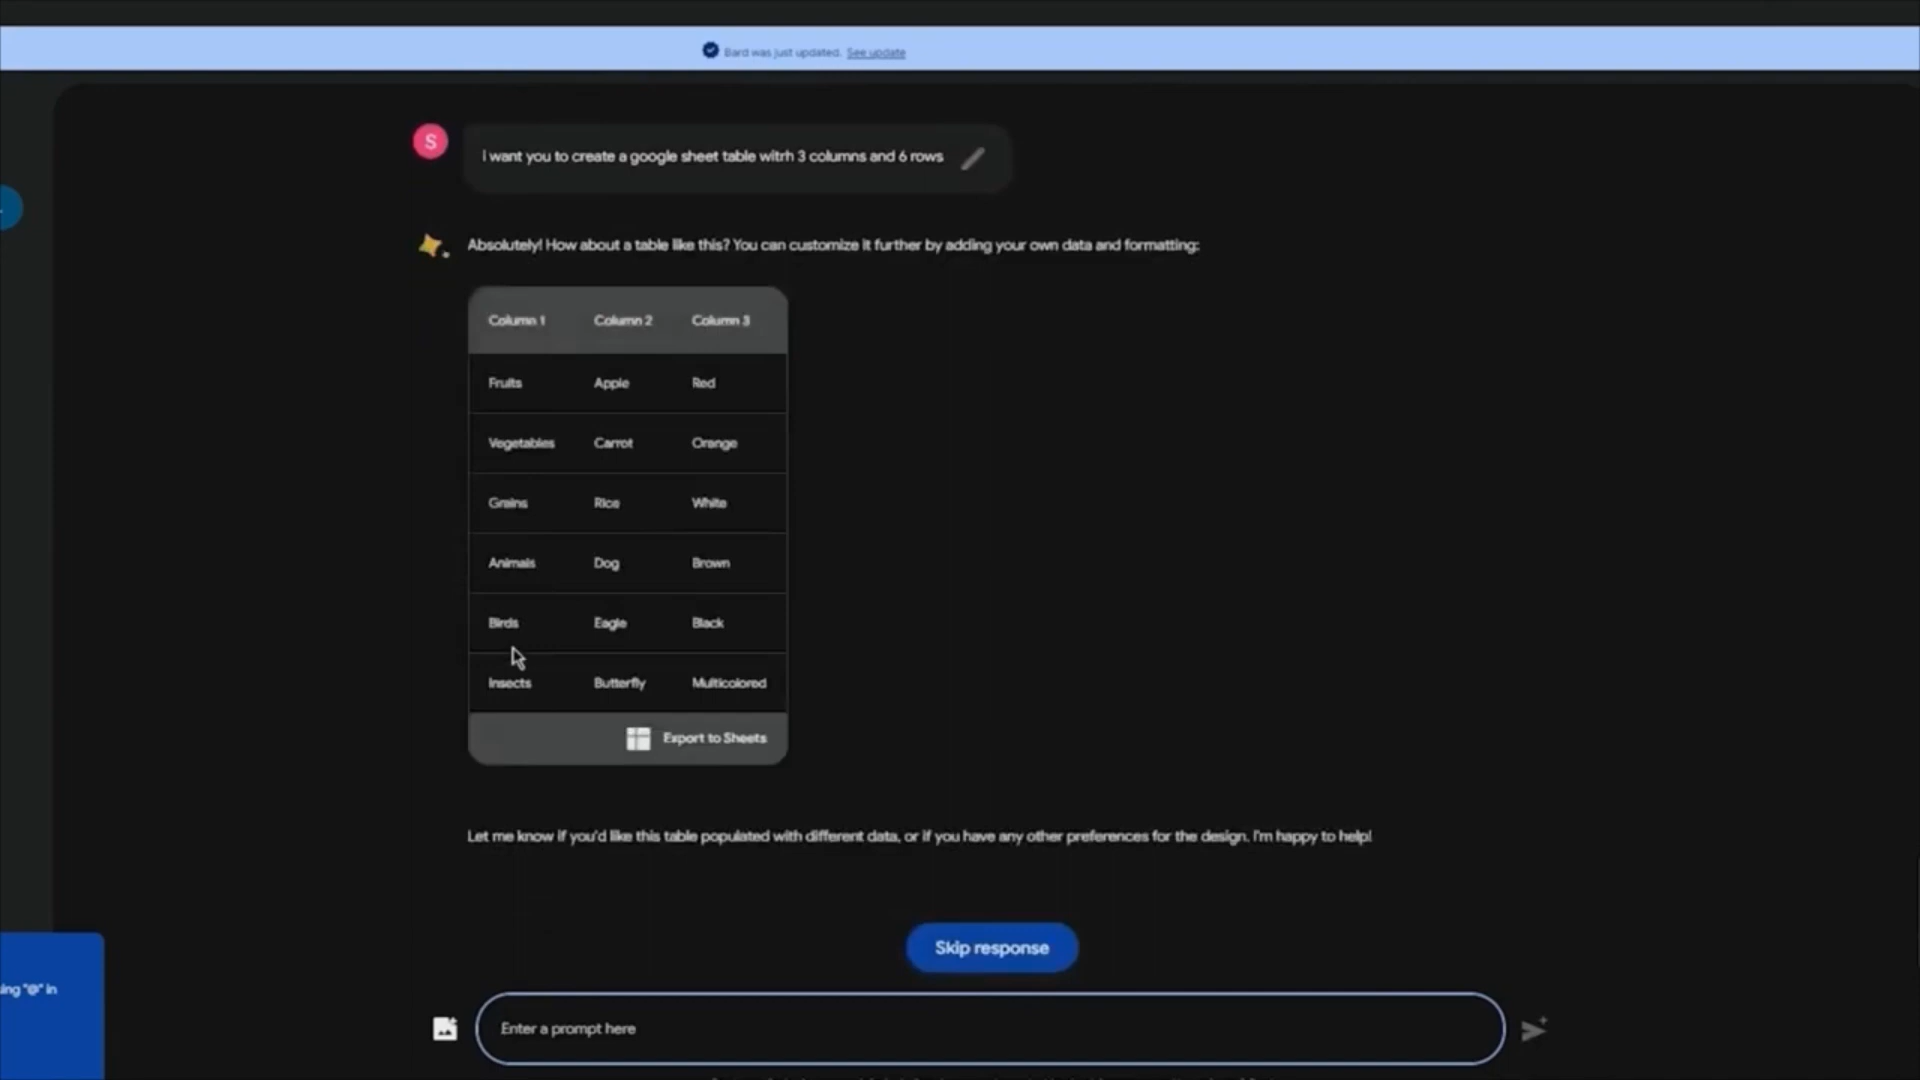 Bard was just updated. See update
S
I want you to create a google sheet table witrh 3 columns and 6 rows
Absolutely! How about a table like this? You can customize it further by adding your own data and formatting:
Column 1 Column 2 Column 3
Fruits Apple Red
Vegetables Carrot Orange
Grains Rice White
Animals Dog Brown
Birds Eagle Black
Insects Butterfly Multicolored
Export to Sheets
Let me know if you'd like this table populated with different data, or if you have any other preferences for the design. I'm happy to help!
Skip response
"@" in
Enter a prompt here